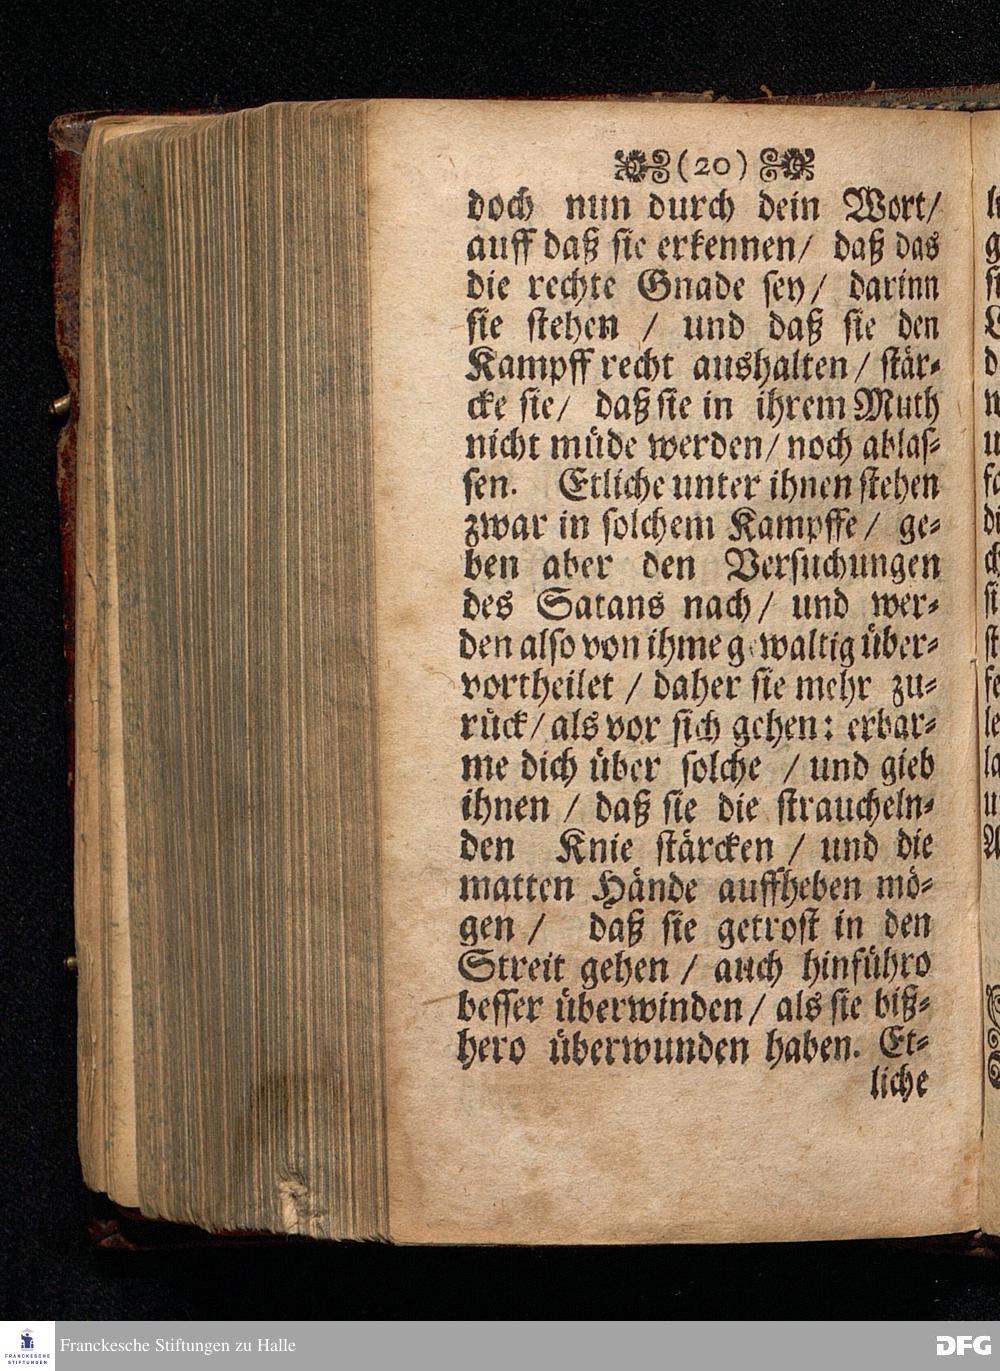 (20)
doch nun durch dein Wort/
auff daß sie erkennen/ daß das
die rechte Gnade sey/ darinn
sie stehen / und daß sie den
Kampff recht aushalten / stär-
cke sie/ daß sie in ihrem Muth
nicht müde werden/ noch ablas-
sen. Etliche unter ihnen stehen
zwar in solchem Kampffe/ ge-
ben aber den Versuchungen
des Satans nach/ und wer-
den also von ihme gewaltig über-
vortheilet / daher sie mehr zu-
rück/ als vor sich gehen: erbar-
me dich über solche / und gieb
ihnen / daß sie die straucheln-
den Knie stärcken / und die
matten Hände auffheben mö-
gen / daß sie getrost in den
Streit gehen / auch hinführo
besser überwinden / als sie biß-
hero überwunden haben. Et-
liche
FRANCKESCHE
STIFTUNGEN
Franckesche Stiftungen zu Halle
DFG